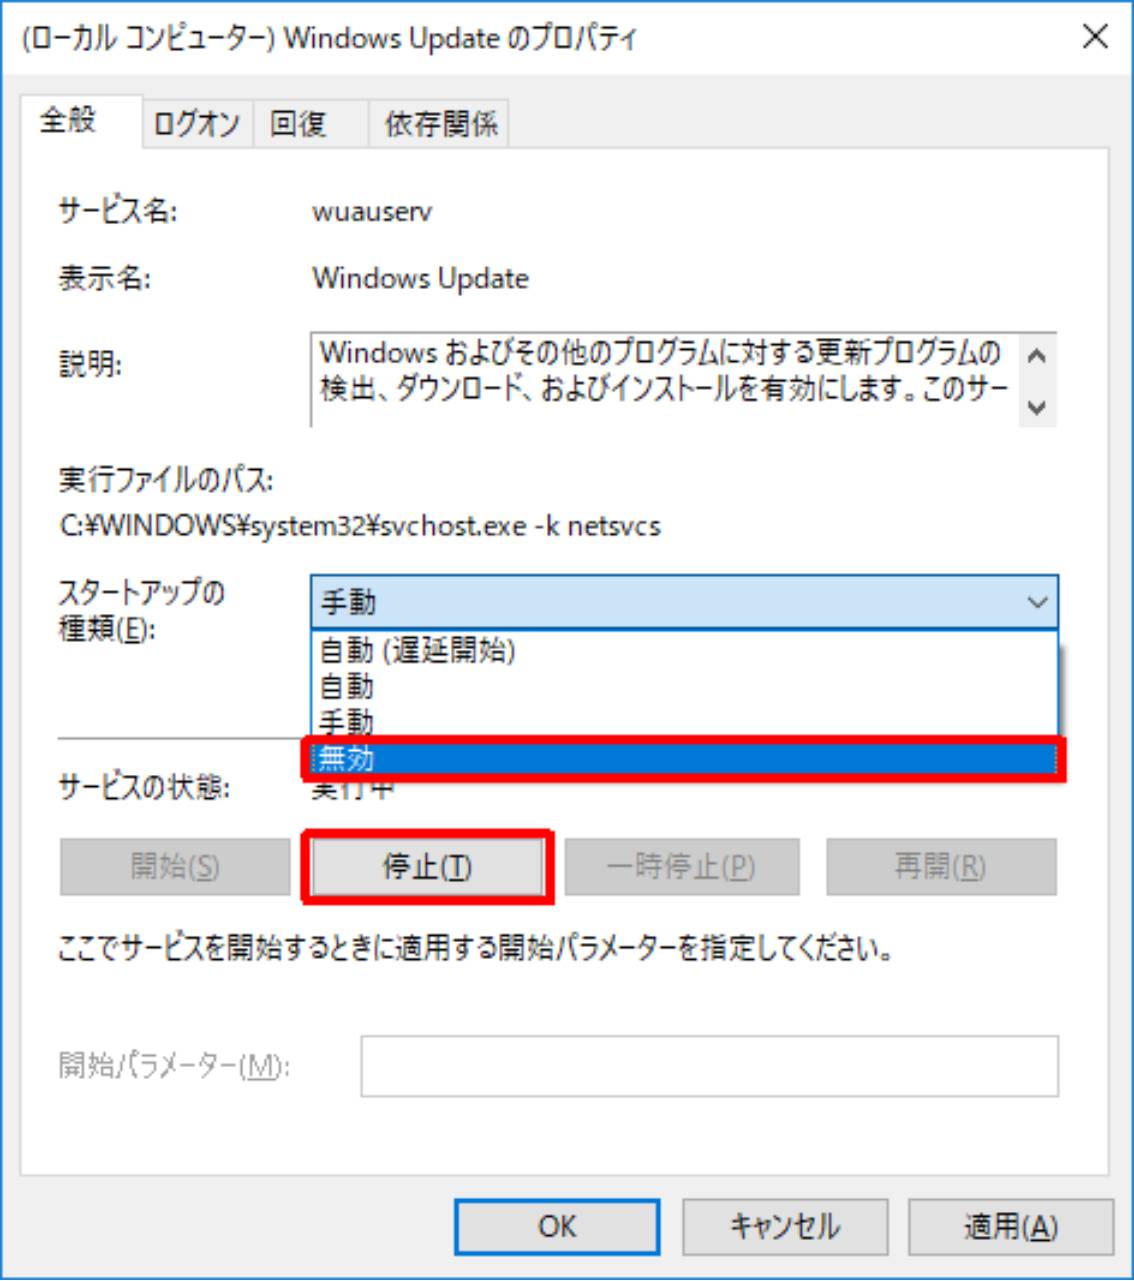 (ローカル コンピューター) Windows Update のプロパティ
全般
ログオン
回復
依存関係
サービス名: wuauserv
表示名: Windows Update
説明: Windows およびその他のプログラムに対する更新プログラムの
検出、ダウンロード、およびインストールを有効にします。このサー
実行ファイルのパス:
C:¥WINDOWS¥system32¥svchost.exe -k netsvcs
スタートアップの
種類(E):
手動
自動 (遅延開始)
自動
手動
無効
サービスの状態: 実行中
開始(S)
停止(T)
一時停止(P)
再開(R)
ここでサービスを開始するときに適用する開始パラメーターを指定してください。
開始パラメーター(M):
OK
キャンセル
適用(A)